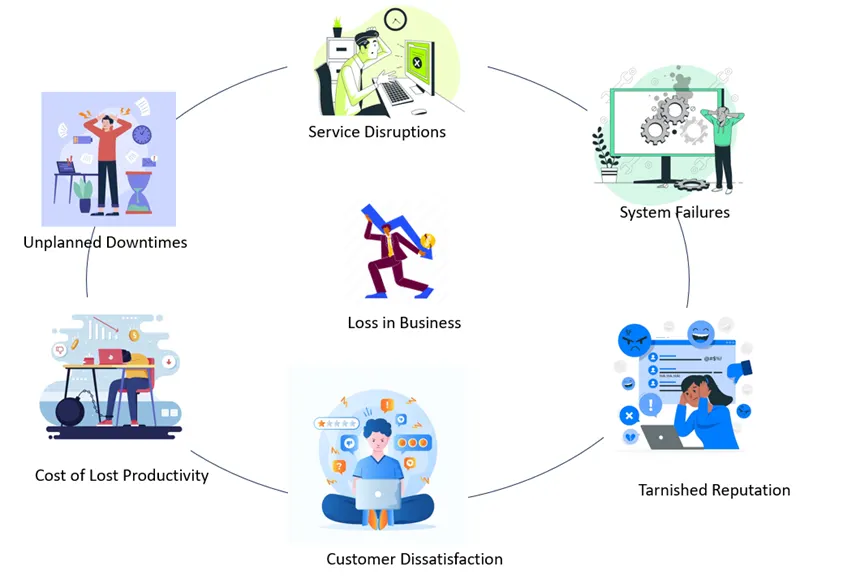 Service Disruptions
System Failures
Unplanned Downtimes
Loss in Business
@#$%!
Cost of Lost Productivity
Tarnished Reputation
Customer Dissatisfaction